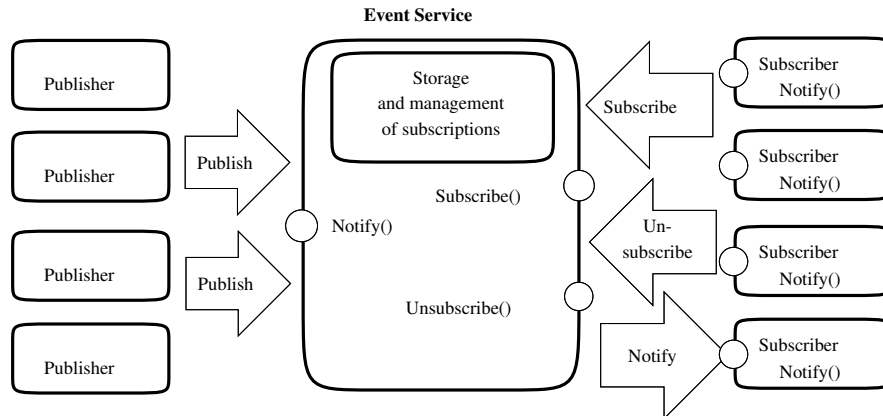 Event Service
Publisher
Publisher
Publisher
Publisher
Publish
Publish
Storage
and management
of subscriptions
Subscribe()
Notify()
Unsubscribe()
Subscribe
Un-
subscribe
Notify
Subscriber
Notify()
Subscriber
Notify()
Subscriber
Notify()
Subscriber
Notify()